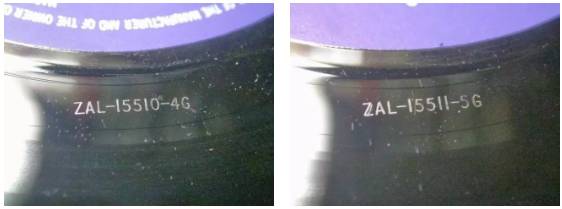 OF THE MANUFACTURER AND OF THE OWNER O
ZAL-15510-4G
ZAL-15511-5G